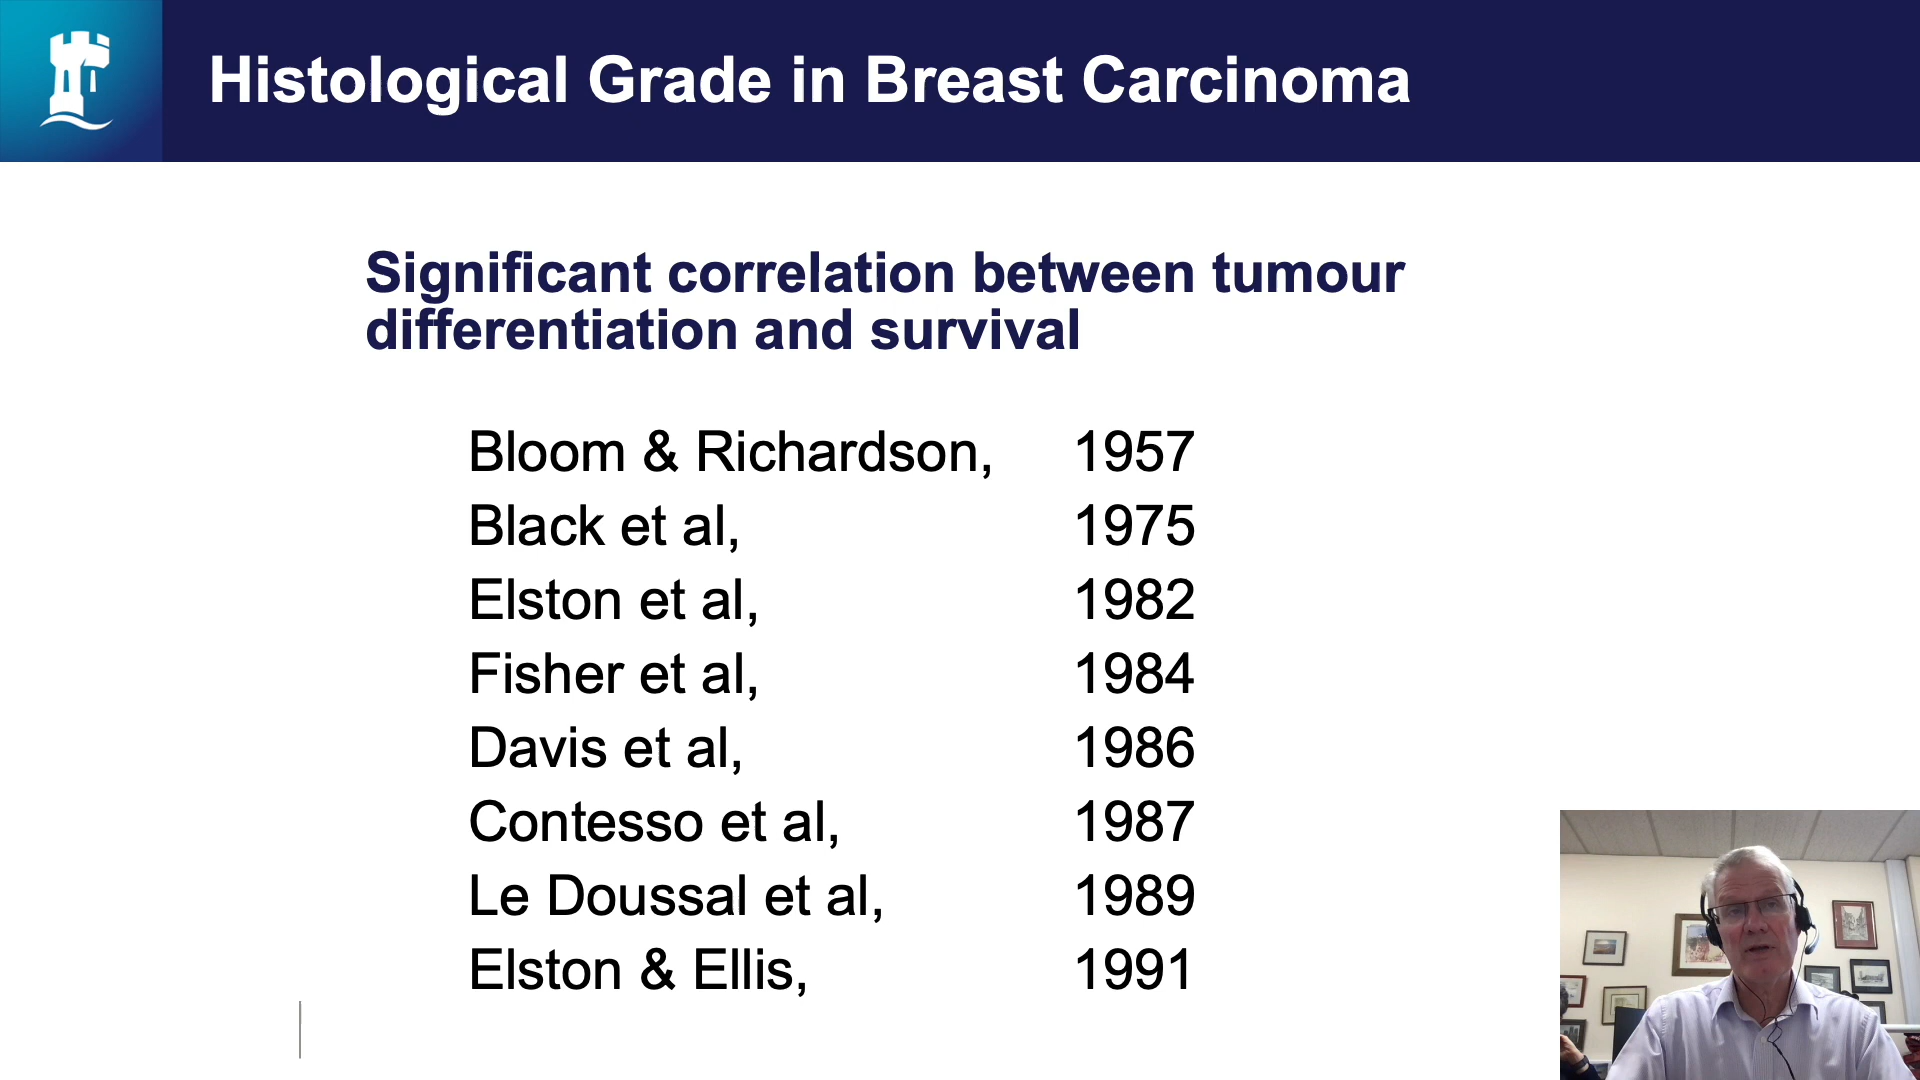 Histological Grade in Breast Carcinoma
Significant correlation between tumour
differentiation and survival
Bloom & Richardson, 1957
Black et al, 1975
Elston et al, 1982
Fisher et al, 1984
Davis et al, 1986
Contesso et al, 1987
Le Doussal et al, 1989
Elston & Ellis, 1991